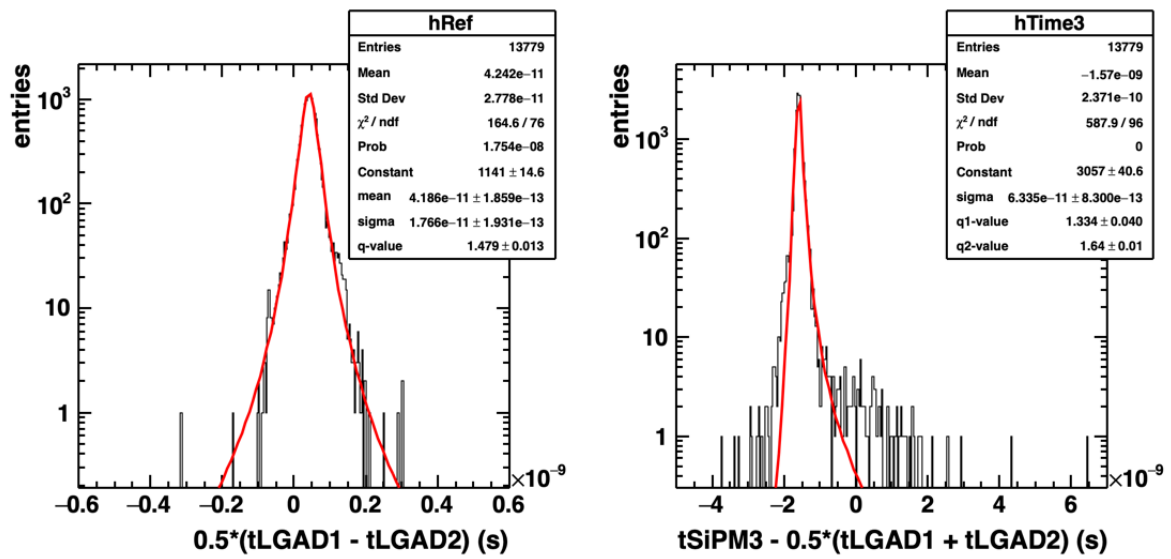 hRef
Entries 13779
Mean 4.242e−11
Std Dev 2.778e−11
χ² / ndf 164.6 / 76
Prob 1.754e−08
Constant 1141 ± 14.6
mean 4.186e−11 ± 1.859e−13
sigma 1.766e−11 ± 1.931e−13
q-value 1.479 ± 0.013
entries
10³
10²
10
1
−0.6 −0.4 −0.2 0 0.2 0.4 0.6
×10⁻⁹
0.5*(tLGAD1 - tLGAD2) (s)
hTime3
Entries 13779
Mean −1.57e−09
Std Dev 2.371e−10
χ² / ndf 587.9 / 96
Prob 0
Constant 3057 ± 40.6
sigma 6.335e−11 ± 8.300e−13
q1-value 1.334 ± 0.040
q2-value 1.64 ± 0.01
entries
10³
10²
10
1
−4 −2 0 2 4 6
×10⁻⁹
tSiPM3 - 0.5*(tLGAD1 + tLGAD2) (s)